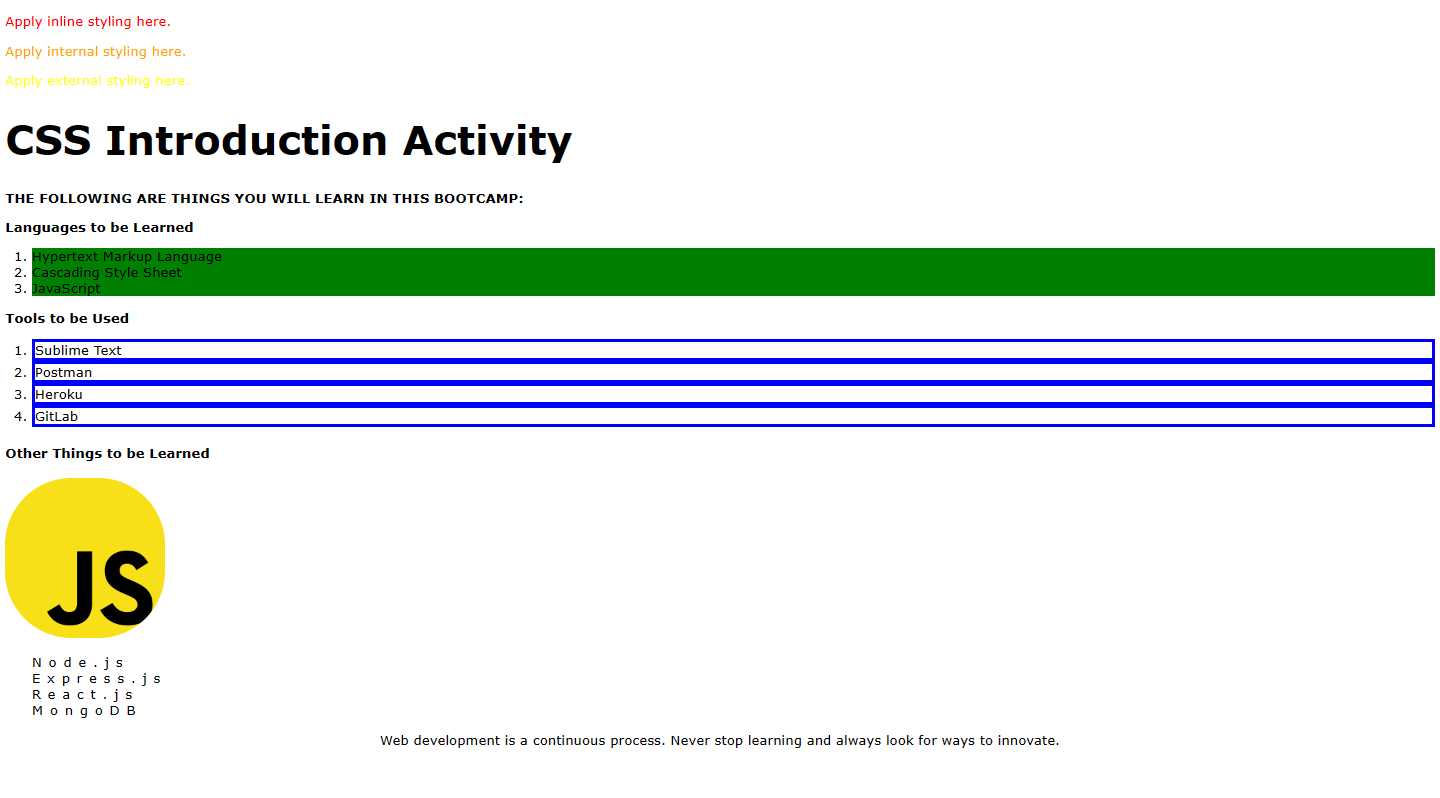 Apply inline styling here.
Apply internal styling here.
Apply external styling here.
CSS Introduction Activity
THE FOLLOWING ARE THINGS YOU WILL LEARN IN THIS BOOTCAMP:
Languages to be Learned
1. Hypertext Markup Language
2. Cascading Style Sheet
3. JavaScript
Tools to be Used
1. Sublime Text
2. Postman
3. Heroku
4. GitLab
Other Things to be Learned
JS
Node.js
Express.js
React.js
MongoDB
Web development is a continuous process. Never stop learning and always look for ways to innovate.